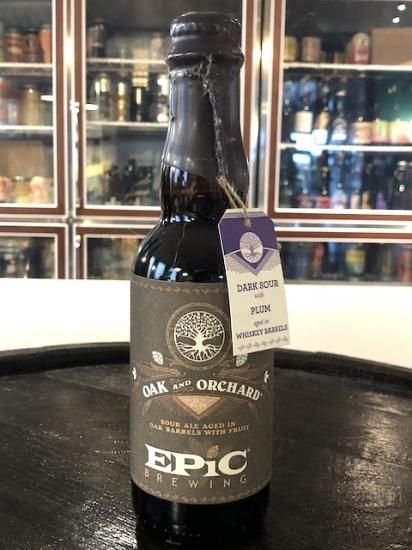 DARK SOUR
with
PLUM
aged in
WHISKEY BARRELS
OAK AND ORCHARD
SOUR ALE AGED IN
OAK BARRELS WITH FRUIT
EPiC
BREWING